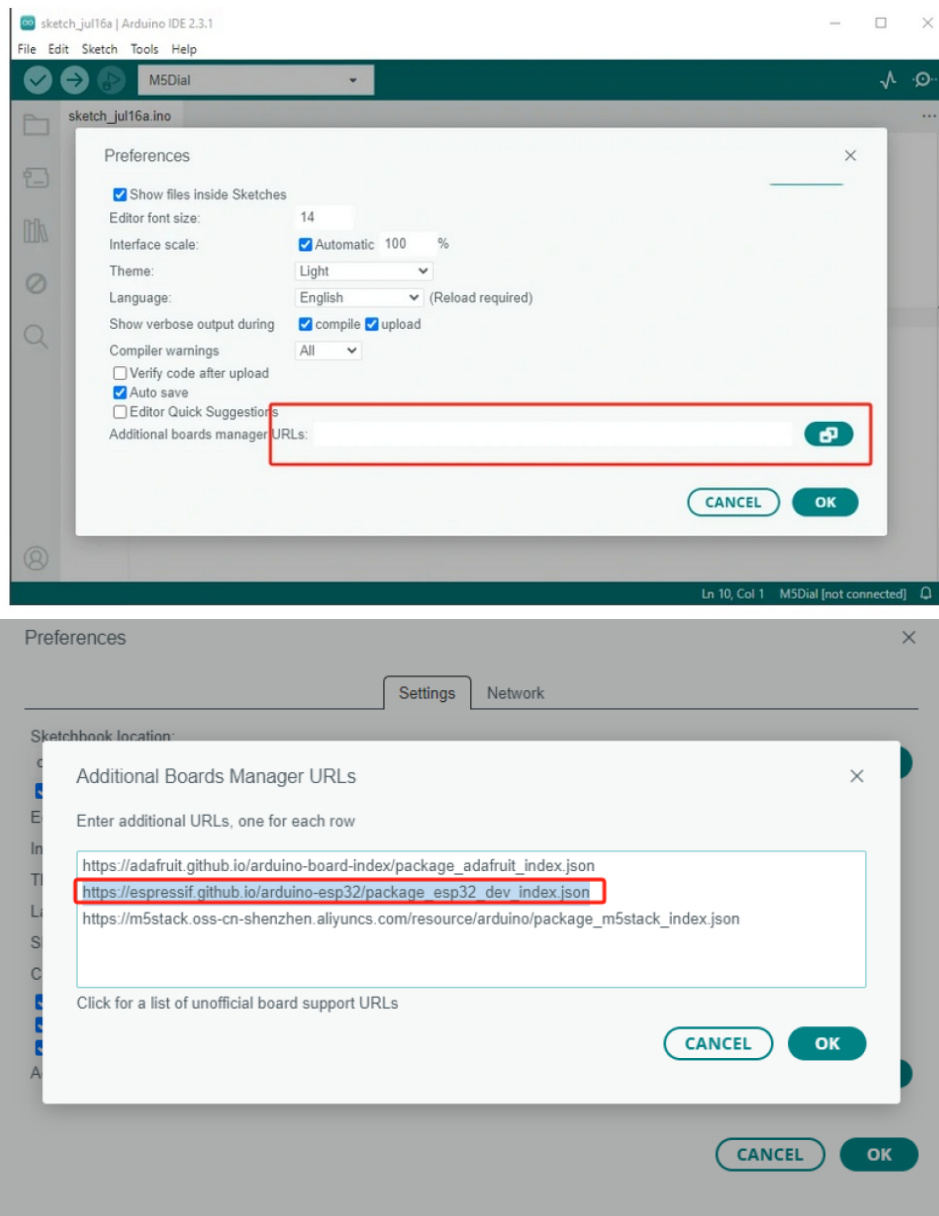 sketch_jul16a | Arduino IDE 2.3.1
File Edit Sketch Tools Help
M5Dial
sketch_jul16a.ino
Preferences
Show files inside Sketches
Editor font size: 14
Interface scale: Automatic 100 %
Theme: Light
Language: English (Reload required)
Show verbose output during compile upload
Compiler warnings All
Verify code after upload
Auto save
Editor Quick Suggestions
Additional boards manager URLs:
CANCEL OK
Ln 10, Col 1 M5Dial [not connected]
Preferences
Settings Network
Sketchbook location:
Additional Boards Manager URLs
Enter additional URLs, one for each row
https://adafruit.github.io/arduino-board-index/package_adafruit_index.json
https://espressif.github.io/arduino-esp32/package_esp32_dev_index.json
https://m5stack.oss-cn-shenzhen.aliyuncs.com/resource/arduino/package_m5stack_index.json
Click for a list of unofficial board support URLs
CANCEL OK
CANCEL OK